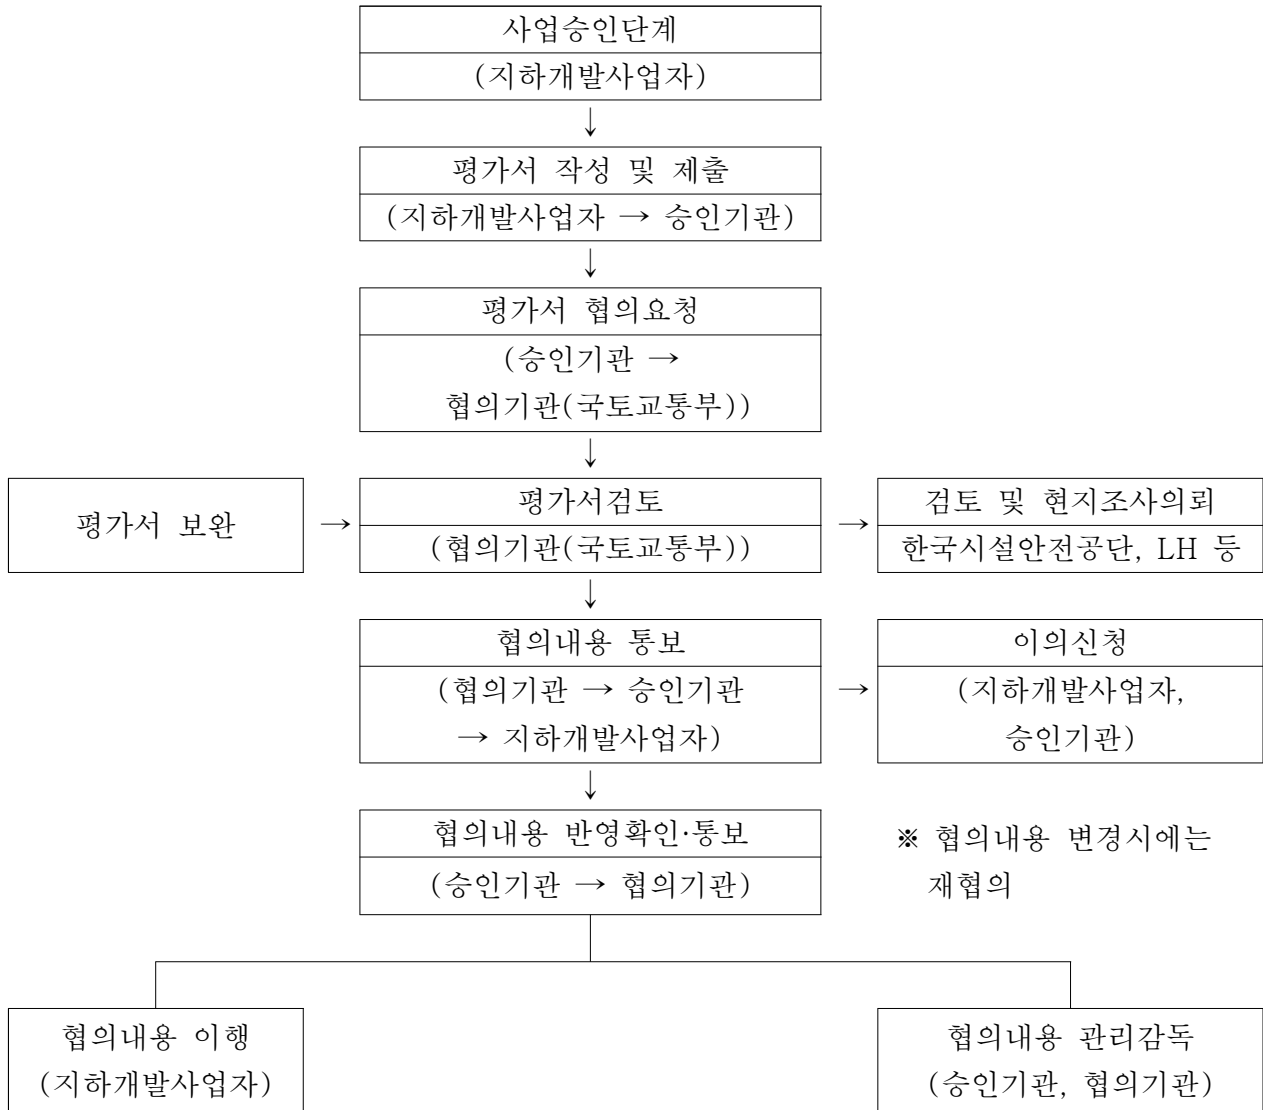 사업승인단계
(지하개발사업자)
↓
평가서 작성 및 제출
(지하개발사업자 → 승인기관)
↓
평가서 협의요청
(승인기관 →
협의기관(국토교통부))
↓
평가서 보완
→
평가서검토
(협의기관(국토교통부))
→
검토 및 현지조사의뢰
한국시설안전공단, LH 등
↓
협의내용 통보
(협의기관 → 승인기관
→ 지하개발사업자)
→
이의신청
(지하개발사업자,
승인기관)
↓
협의내용 반영확인·통보
(승인기관 → 협의기관)
※ 협의내용 변경시에는
재협의
협의내용 이행
(지하개발사업자)
협의내용 관리감독
(승인기관, 협의기관)